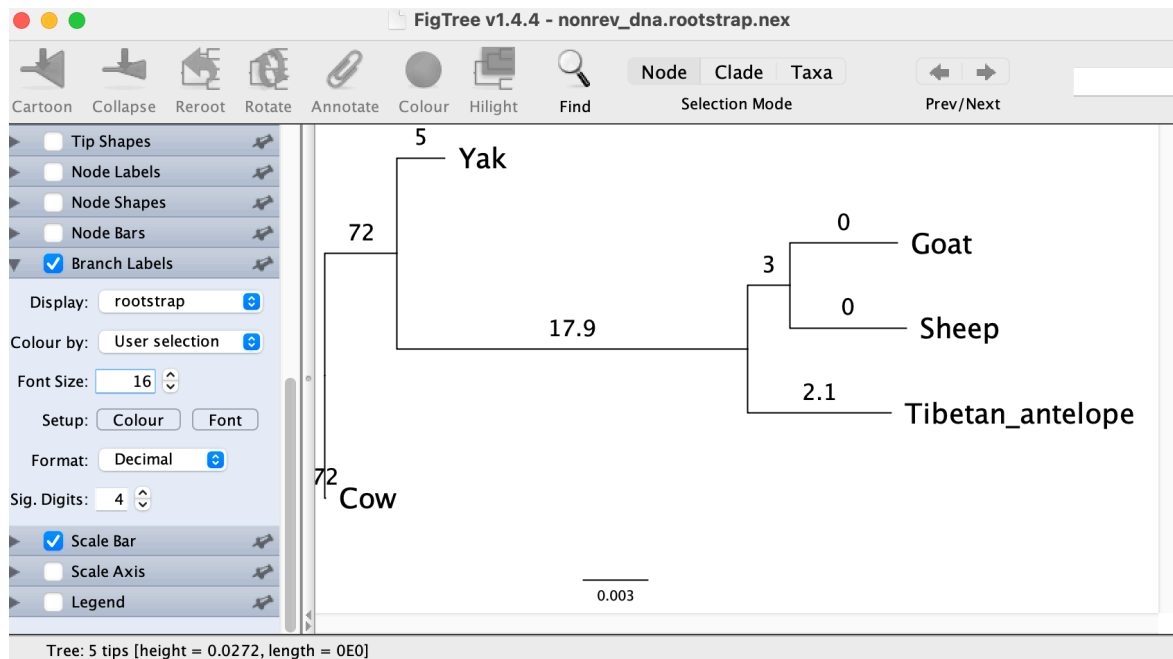 FigTree v1.4.4 - nonrev_dna.rootstrap.nex
Cartoon Collapse Reroot Rotate Annotate Colour Hilight Find
Node Clade Taxa
Selection Mode
Prev/Next
Tip Shapes
Node Labels
Node Shapes
Node Bars
Branch Labels
Display: rootstrap
Colour by: User selection
Font Size: 16
Setup: Colour Font
Format: Decimal
Sig. Digits: 4
Scale Bar
Scale Axis
Legend
5
Yak
72
0
Goat
3
0
Sheep
17.9
2.1
Tibetan_antelope
72
Cow
0.003
Tree: 5 tips [height = 0.0272, length = 0E0]